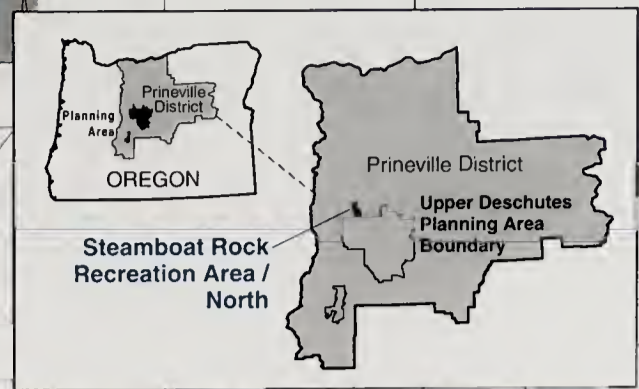 Prineville
District
Planning
Area
OREGON
Prineville District
Upper Deschutes
Planning Area
Boundary
Steamboat Rock
Recreation Area /
North